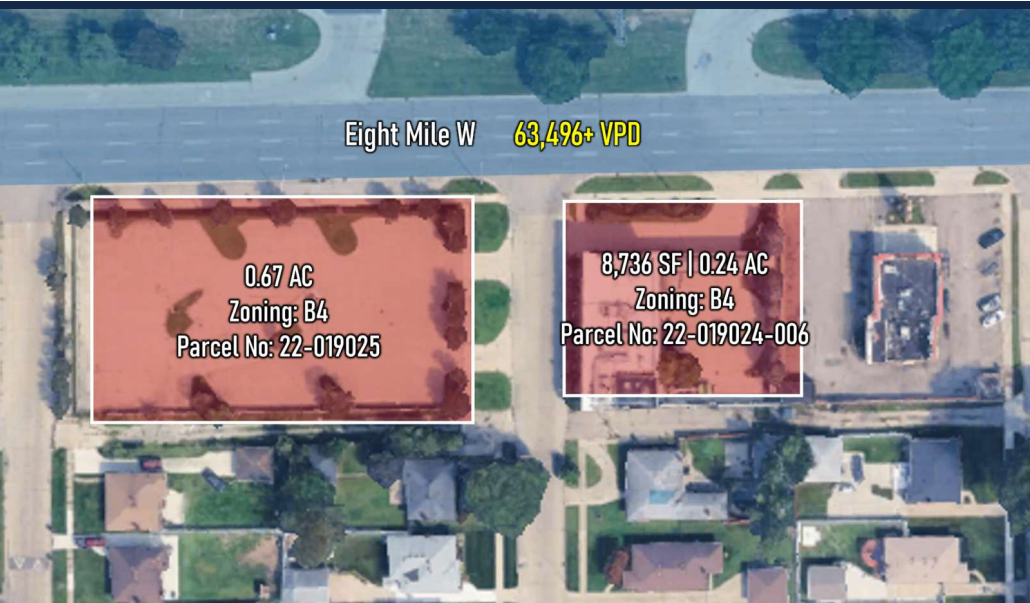 Eight Mile W 63,496+ VPD
0.67 AC
Zoning: B4
Parcel No: 22-019025
8,736 SF | 0.24 AC
Zoning: B4
Parcel No: 22-019024-006